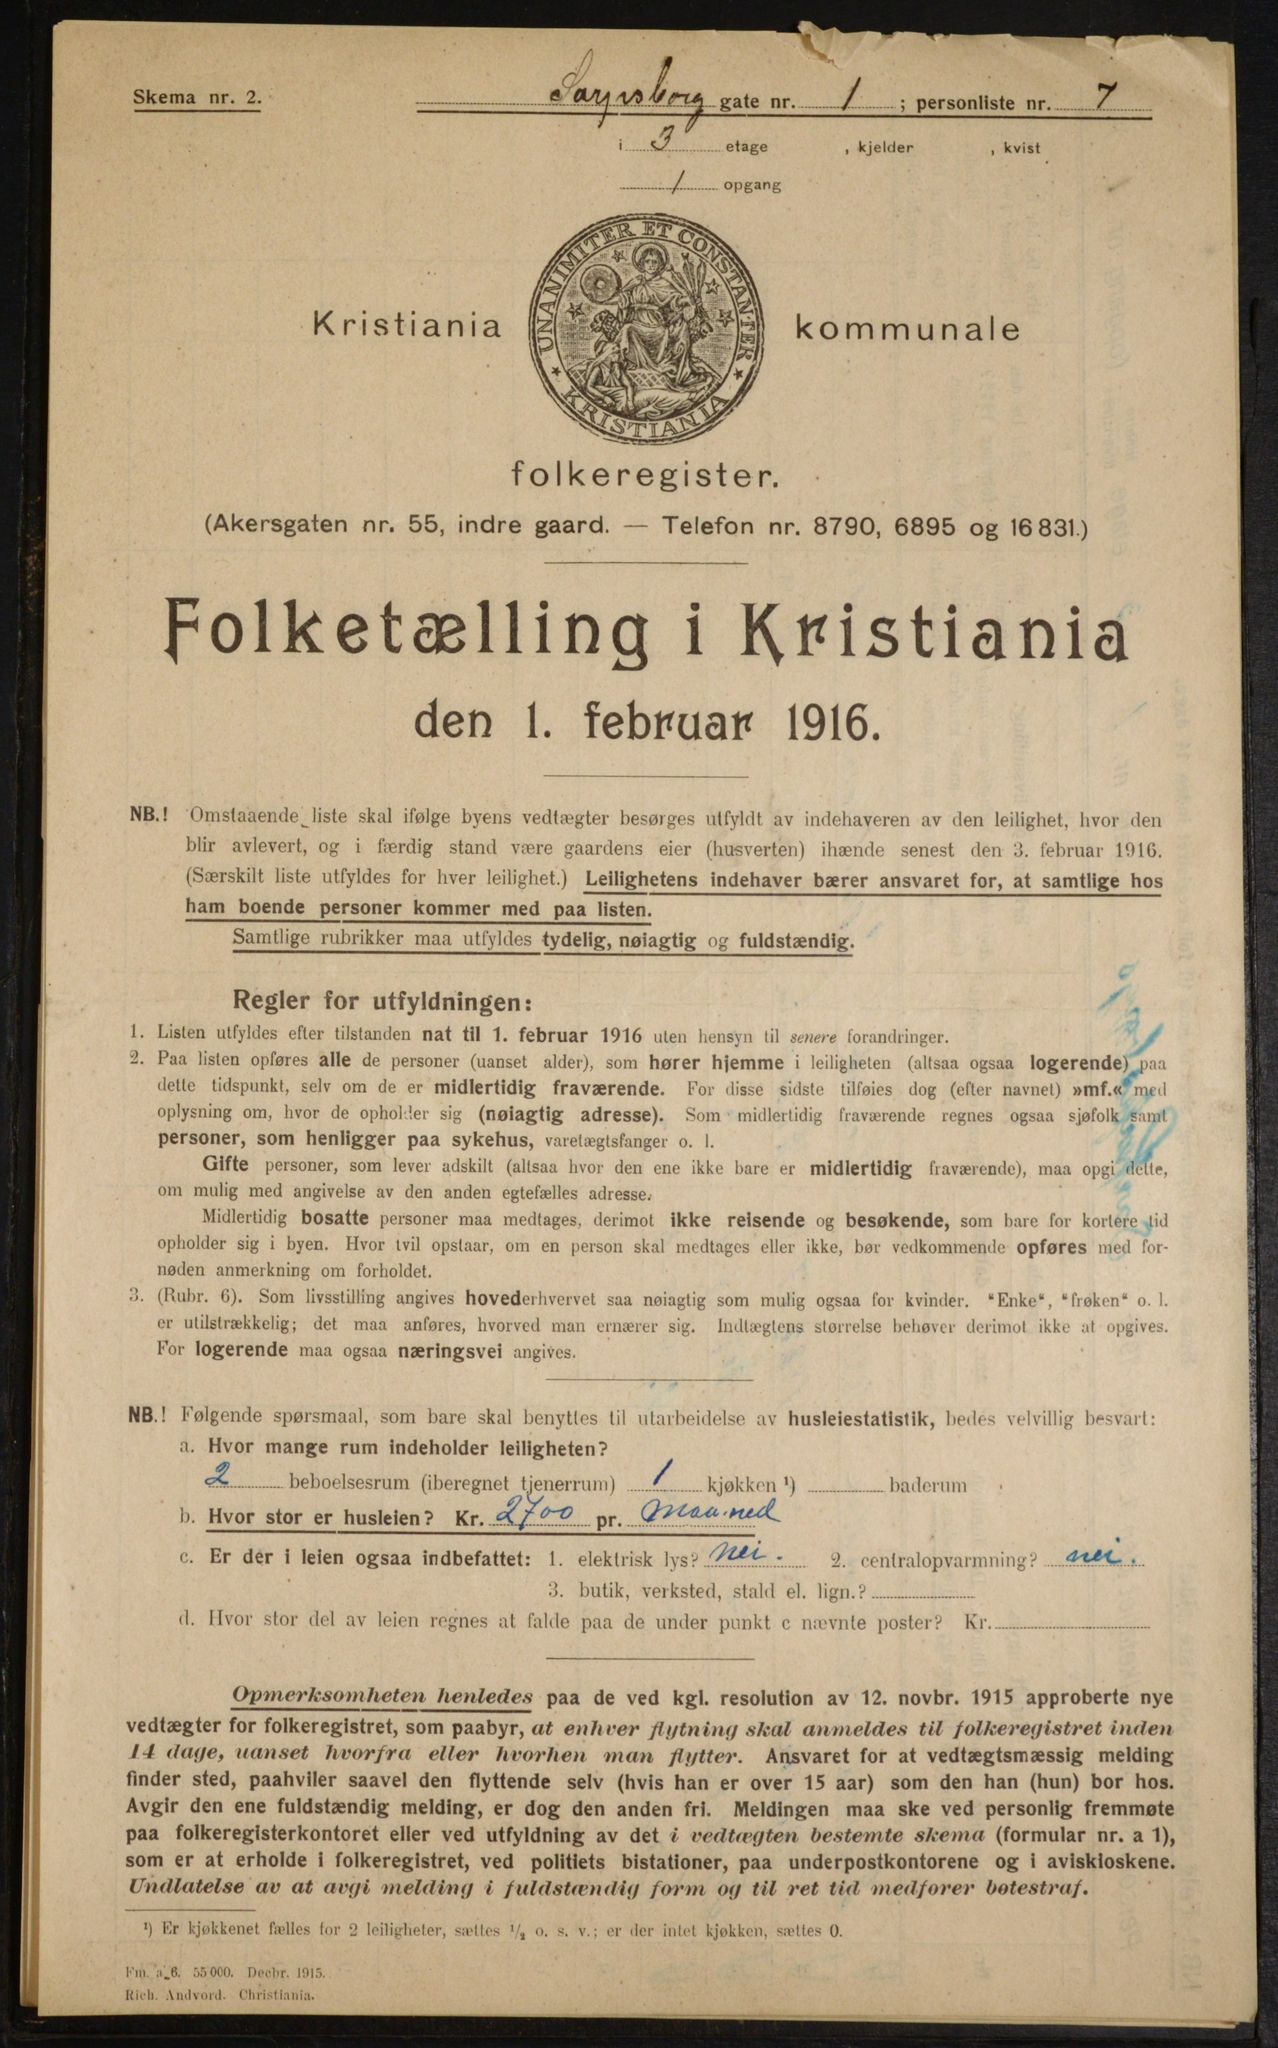 Skema nr. 2.
Sarpsborg gate nr. 1 ; personliste nr. 7
i 3 etage , kjelder , kvist
1 opgang
UNANIMITER ET CONSTANTER
KRISTIANIA
Kristiania kommunale
folkeregister.
(Akersgaten nr. 55, indre gaard. — Telefon nr. 8790, 6895 og 16 831.)
Folketælling i Kristiania
den 1. februar 1916.
NB.! Omstaaende liste skal ifølge byens vedtægter besørges utfyldt av indehaveren av den leilighet, hvor den
blir avlevert, og i færdig stand være gaardens eier (husverten) ihænde senest den 3. februar 1916.
(Særskilt liste utfyldes for hver leilighet.) Leilighetens indehaver bærer ansvaret for, at samtlige hos
ham boende personer kommer med paa listen.
Samtlige rubrikker maa utfyldes tydelig, nøiagtig og fuldstændig.
Regler for utfyldningen:
1. Listen utfyldes efter tilstanden nat til 1. februar 1916 uten hensyn til senere forandringer.
2. Paa listen opføres alle de personer (uanset alder), som hører hjemme i leiligheten (altsaa ogsaa logerende) paa
dette tidspunkt, selv om de er midlertidig fraværende. For disse sidste tilføies dog (efter navnet) »mf.« med
oplysning om, hvor de opholder sig (nøiagtig adresse). Som midlertidig fraværende regnes ogsaa sjøfolk samt
personer, som henligger paa sykehus, varetægtsfanger o. l.
Gifte personer, som lever adskilt (altsaa hvor den ene ikke bare er midlertidig fraværende), maa opgi dette,
om mulig med angivelse av den anden egtefælles adresse.
Midlertidig bosatte personer maa medtages, derimot ikke reisende og besøkende, som bare for kortere tid
opholder sig i byen. Hvor tvil opstaar, om en person skal medtages eller ikke, bør vedkommende opføres med for-
nøden anmerkning om forholdet.
3. (Rubr. 6). Som livsstilling angives hovederhvervet saa nøiagtig som mulig ogsaa for kvinder. "Enke", "frøken" o. l.
er utilstrækkelig; det maa anføres, hvorved man ernærer sig. Indtægtens størrelse behøver derimot ikke at opgives.
For logerende maa ogsaa næringsvei angives.
NB.! Følgende spørsmaal, som bare skal benyttes til utarbeidelse av husleiestatistik, bedes velvillig besvart:
a. Hvor mange rum indeholder leiligheten?
2 beboelsesrum (iberegnet tjenerrum) 1 kjøkken ¹) baderum
b. Hvor stor er husleien? Kr. 2700 pr. Maaned
c. Er der i leien ogsaa indbefattet: 1. elektrisk lys? nei. 2. centralopvarmning? nei.
3. butik, verksted, stald el. lign.?
d. Hvor stor del av leien regnes at falde paa de under punkt c nævnte poster? Kr.
Opmerksomheten henledes paa de ved kgl. resolution av 12. novbr. 1915 approberte nye
vedtægter for folkeregistret, som paabyr, at enhver flytning skal anmeldes til folkeregistret inden
14 dage, uanset hvorfra eller hvorhen man flytter. Ansvaret for at vedtægtsmæssig melding
finder sted, paahviler saavel den flyttende selv (hvis han er over 15 aar) som den han (hun) bor hos.
Avgir den ene fuldstændig melding, er dog den anden fri. Meldingen maa ske ved personlig fremmøte
paa folkeregisterkontoret eller ved utfyldning av det i vedtægten bestemte skema (formular nr. a 1),
som er at erholde i folkeregistret, ved politiets bistationer, paa underpostkontorene og i aviskioskene.
Undlatelse av at avgi melding i fuldstændig form og til ret tid medfører bøtestraf.
¹) Er kjøkkenet fælles for 2 leiligheter, sættes ½ o. s. v.; er der intet kjøkken, sættes 0.
Fm. a 6. 55 000. Decbr. 1915.
Rich. Andvord. Christiania.